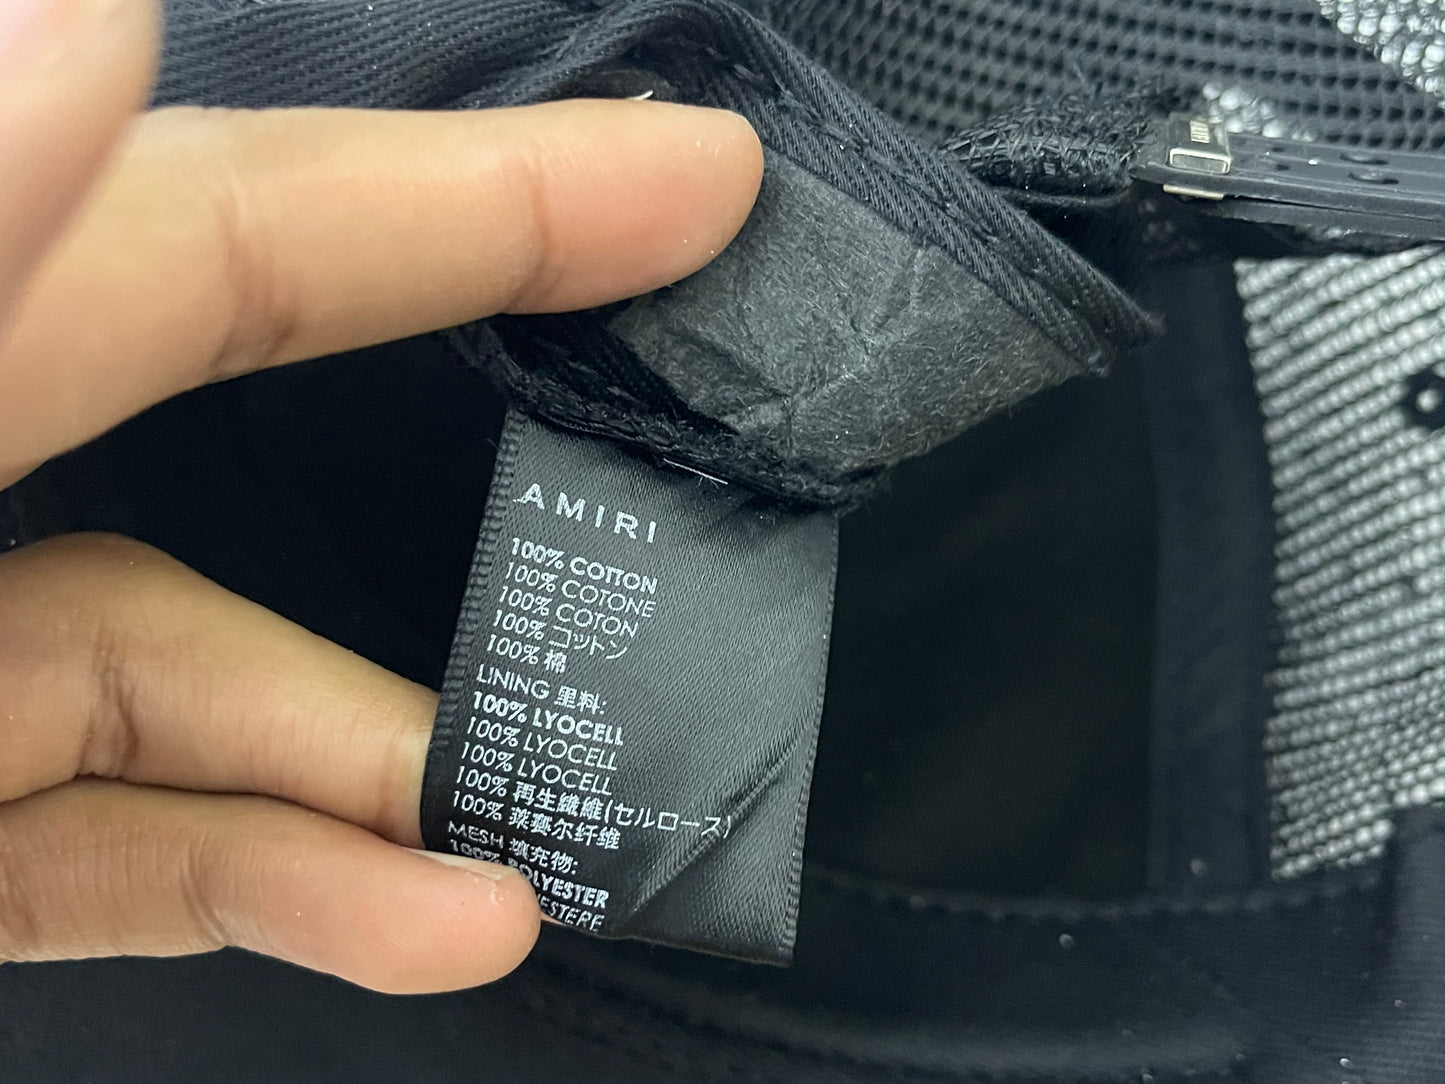 AMIRI
100% COTTON
100% COTONE
100% COTON
100% コットン
100% 棉
LINING 里料:
100% LYOCELL
100% LYOCELL
100% LYOCELL
100% 再生繊維(セルロース)
100% 莱赛尔纤维
MESH 填充物:
100% POLYESTER